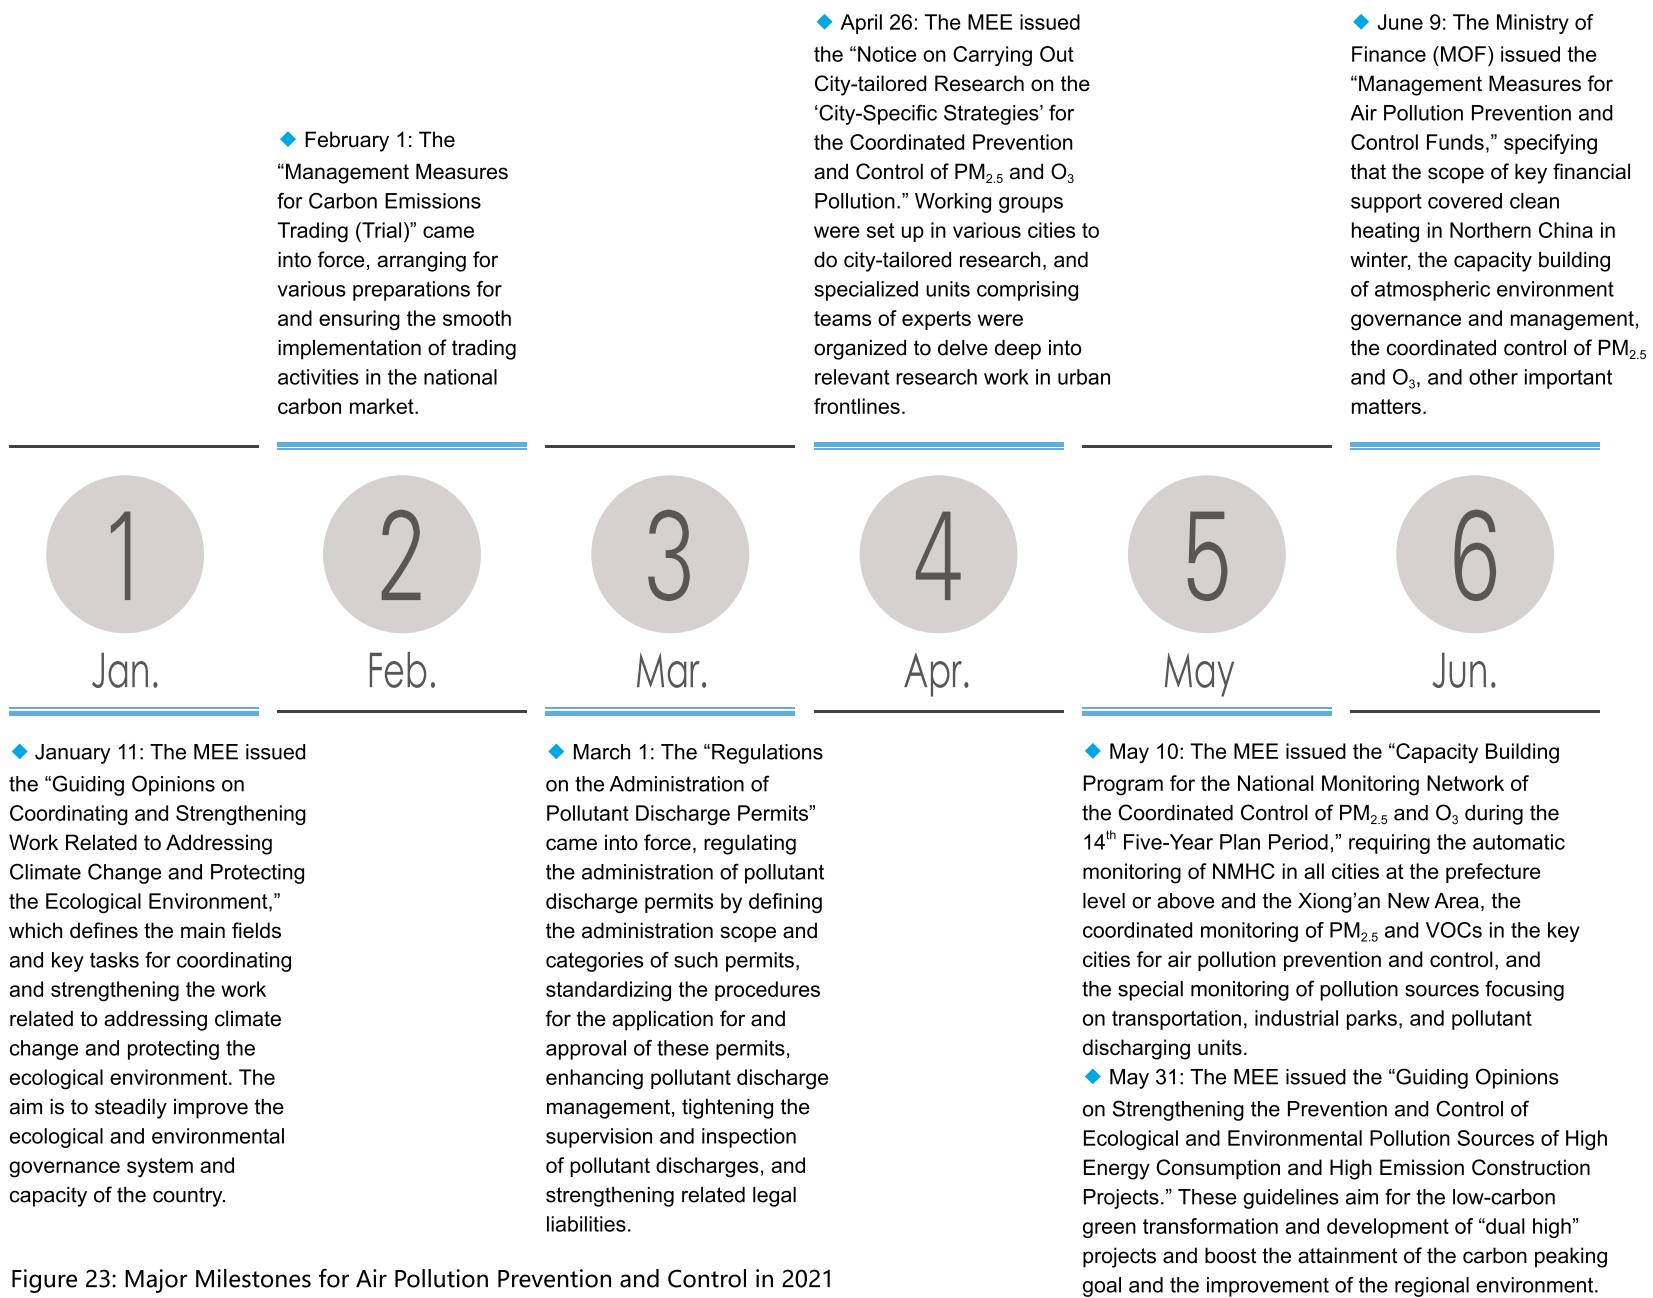 ◆ February 1: The
“Management Measures
for Carbon Emissions
Trading (Trial)” came
into force, arranging for
various preparations for
and ensuring the smooth
implementation of trading
activities in the national
carbon market.
◆ April 26: The MEE issued
the “Notice on Carrying Out
City-tailored Research on the
‘City-Specific Strategies’ for
the Coordinated Prevention
and Control of PM2.5 and O3
Pollution.” Working groups
were set up in various cities to
do city-tailored research, and
specialized units comprising
teams of experts were
organized to delve deep into
relevant research work in urban
frontlines.
◆ June 9: The Ministry of
Finance (MOF) issued the
“Management Measures for
Air Pollution Prevention and
Control Funds,” specifying
that the scope of key financial
support covered clean
heating in Northern China in
winter, the capacity building
of atmospheric environment
governance and management,
the coordinated control of PM2.5
and O3, and other important
matters.
1
Jan.
2
Feb.
3
Mar.
4
Apr.
5
May
6
Jun.
◆ January 11: The MEE issued
the “Guiding Opinions on
Coordinating and Strengthening
Work Related to Addressing
Climate Change and Protecting
the Ecological Environment,”
which defines the main fields
and key tasks for coordinating
and strengthening the work
related to addressing climate
change and protecting the
ecological environment. The
aim is to steadily improve the
ecological and environmental
governance system and
capacity of the country.
◆ March 1: The “Regulations
on the Administration of
Pollutant Discharge Permits”
came into force, regulating
the administration of pollutant
discharge permits by defining
the administration scope and
categories of such permits,
standardizing the procedures
for the application for and
approval of these permits,
enhancing pollutant discharge
management, tightening the
supervision and inspection
of pollutant discharges, and
strengthening related legal
liabilities.
◆ May 10: The MEE issued the “Capacity Building
Program for the National Monitoring Network of
the Coordinated Control of PM2.5 and O3 during the
14th Five-Year Plan Period,” requiring the automatic
monitoring of NMHC in all cities at the prefecture
level or above and the Xiong’an New Area, the
coordinated monitoring of PM2.5 and VOCs in the key
cities for air pollution prevention and control, and
the special monitoring of pollution sources focusing
on transportation, industrial parks, and pollutant
discharging units.
◆ May 31: The MEE issued the “Guiding Opinions
on Strengthening the Prevention and Control of
Ecological and Environmental Pollution Sources of High
Energy Consumption and High Emission Construction
Projects.” These guidelines aim for the low-carbon
green transformation and development of “dual high”
projects and boost the attainment of the carbon peaking
goal and the improvement of the regional environment.
Figure 23: Major Milestones for Air Pollution Prevention and Control in 2021